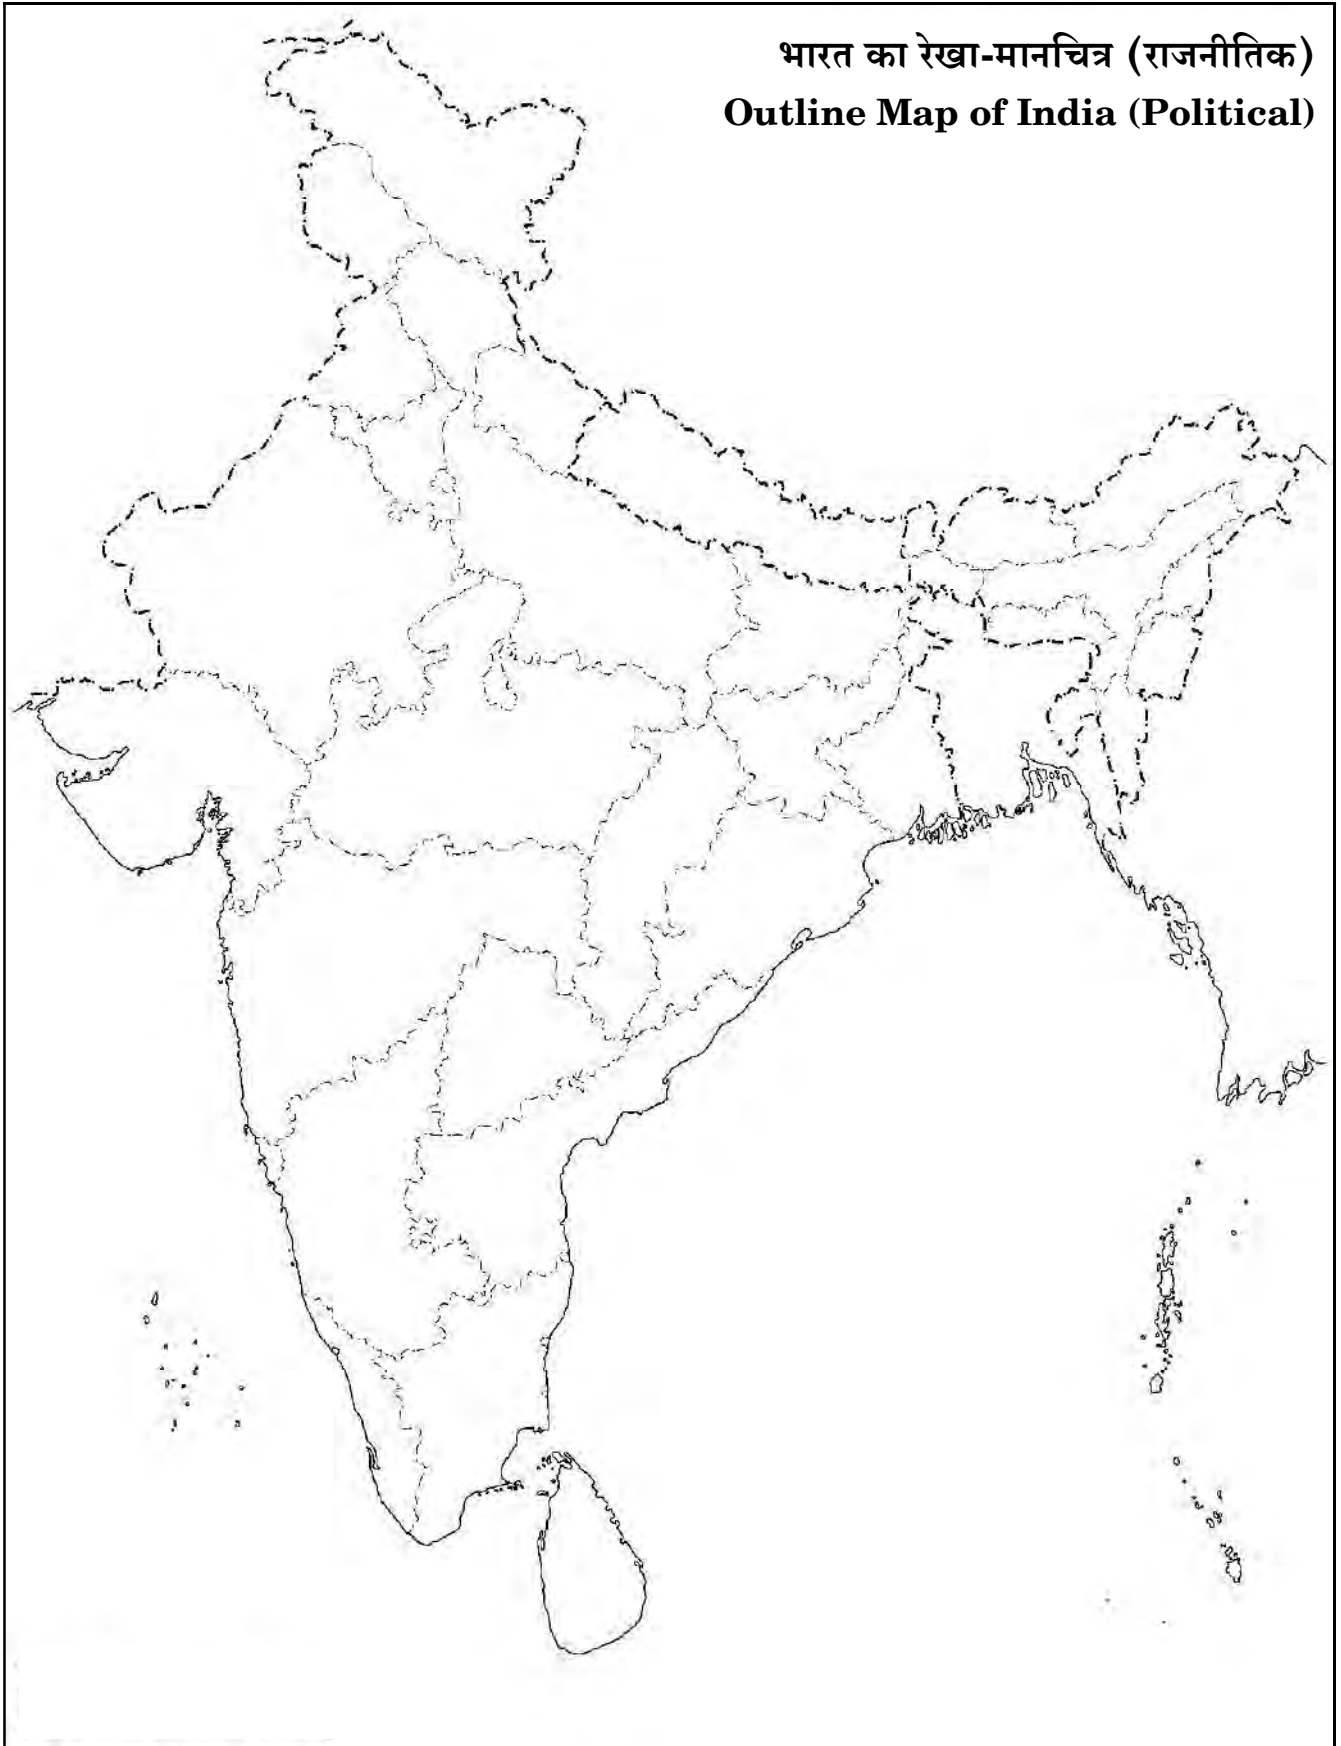 भारत का रेखा-मानचित्र (राजनीतिक)
Outline Map of India (Political)